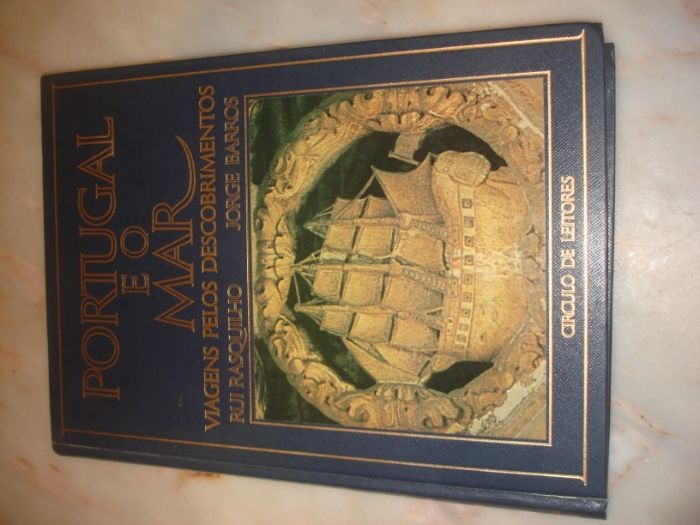 PORTUGAL
E O
MAR
VIAGENS PELOS DESCOBRIMENTOS
RUI RASQUILHO JORGE BARROS
CÍRCULO DE LEITORES